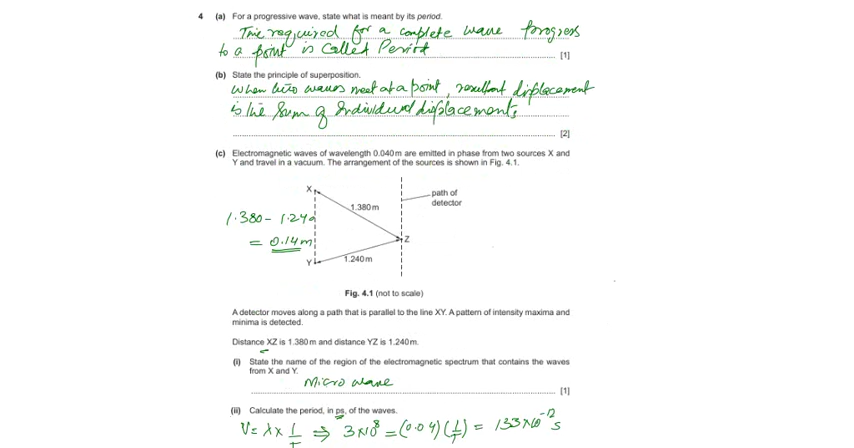 4 (a) For a progressive wave, state what is meant by its period.
Time required for a complete wave progress
to a point is called Period
[1]
(b) State the principle of superposition.
When two waves meet at a point, resultant displacement
is the sum of individual displacements
[2]
(c) Electromagnetic waves of wavelength 0.040 m are emitted in phase from two sources X and
Y and travel in a vacuum. The arrangement of the sources is shown in Fig. 4.1.
X
path of
detector
1.380 m
1.380 - 1.240
= 0.14m
Z
Y
1.240 m
Fig. 4.1 (not to scale)
A detector moves along a path that is parallel to the line XY. A pattern of intensity maxima and
minima is detected.
Distance XZ is 1.380 m and distance YZ is 1.240 m.
(i) State the name of the region of the electromagnetic spectrum that contains the waves
from X and Y.
Micro wave
[1]
(ii) Calculate the period, in ps, of the waves.
V = λ × 1/T ⇒ 3×10⁸ = (0.04)(1/T) = 133×10⁻¹² s